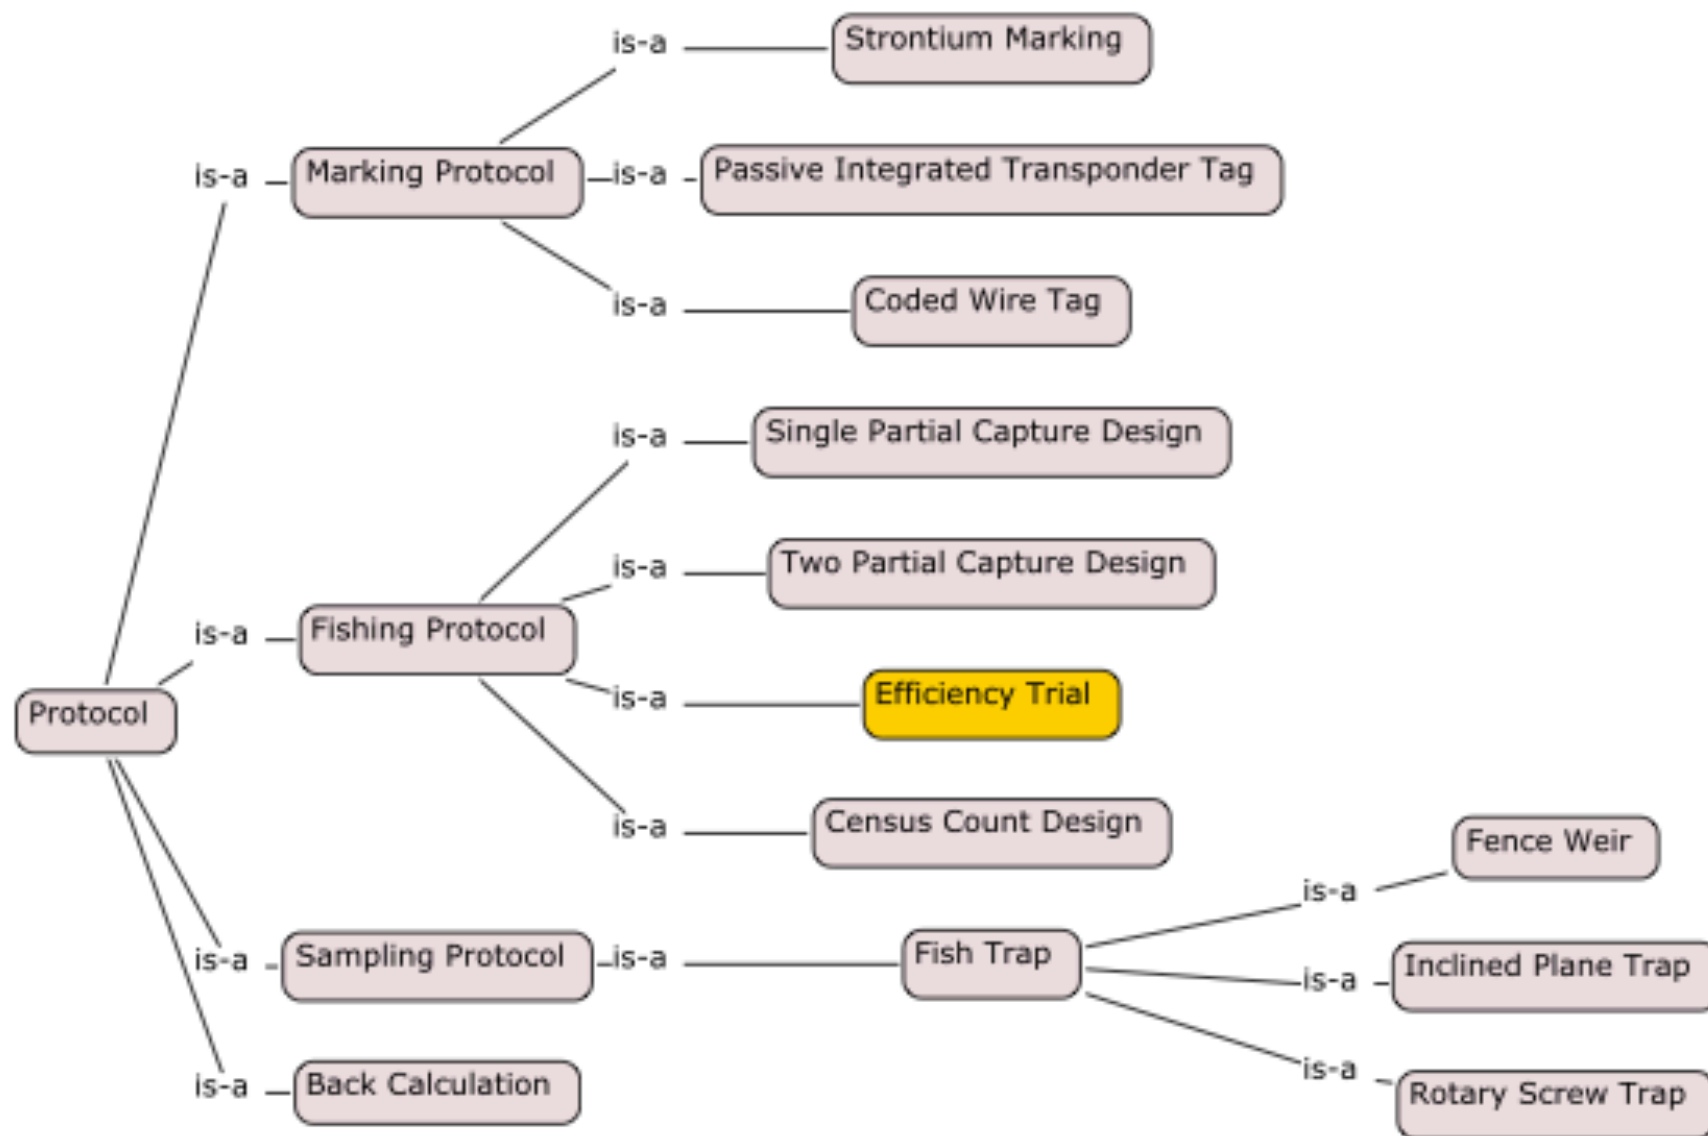 is-a
Strontium Marking
is-a
Marking Protocol
is-a
Passive Integrated Transponder Tag
is-a
Coded Wire Tag
is-a
Single Partial Capture Design
is-a
Two Partial Capture Design
is-a
Fishing Protocol
is-a
Efficiency Trial
Protocol
is-a
Census Count Design
Fence Weir
is-a
is-a
Sampling Protocol
is-a
Fish Trap
is-a
Inclined Plane Trap
is-a
Back Calculation
is-a
Rotary Screw Trap